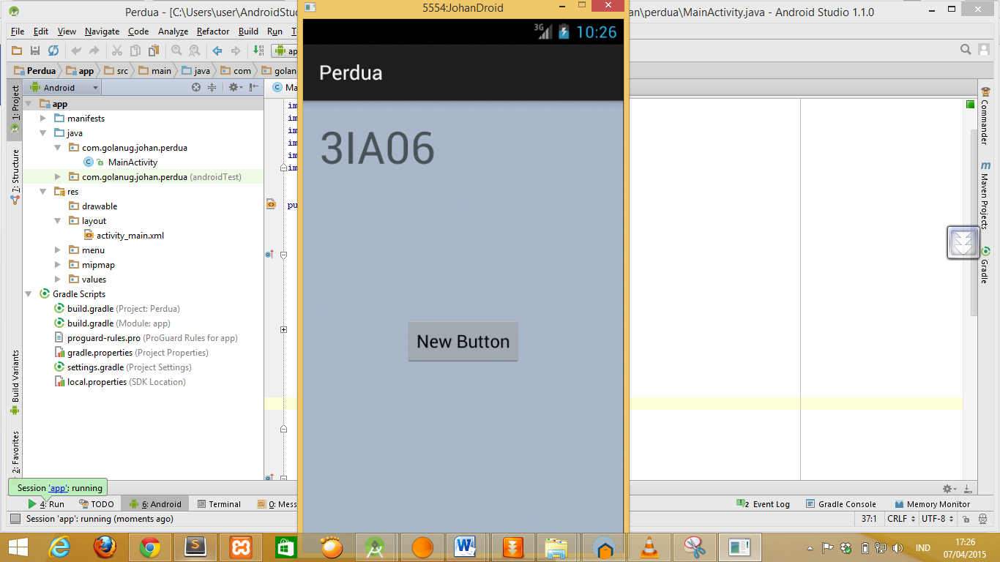 Perdua - [C:\Users\user\AndroidStu
5554:JohanDroid
an\perdua\MainActivity.java - Android Studio 1.1.0
File Edit View Navigate Code Analyze Refactor Build Run T
ap
Perdua app src main java com golan
Android
Ma
1: Project
7: Structure
Build Variants
2: Favorites
app
manifests
java
com.golanug.johan.perdua
MainActivity
com.golanug.johan.perdua (androidTest)
res
drawable
layout
activity_main.xml
menu
mipmap
values
Gradle Scripts
build.gradle (Project: Perdua)
build.gradle (Module: app)
proguard-rules.pro (ProGuard Rules for app)
gradle.properties (Project Properties)
settings.gradle (Project Settings)
local.properties (SDK Location)
im
im
im
im
im
im
pu
3G 10:26
Perdua
3IA06
New Button
Commander
m Maven Projects
Gradle
Session 'app': running
4: Run TODO 6: Android Terminal 0: Mess
2 Event Log Gradle Console Memory Monitor
Session 'app': running (moments ago)
37:1 CRLF UTF-8
IND
17:26
07/04/2015